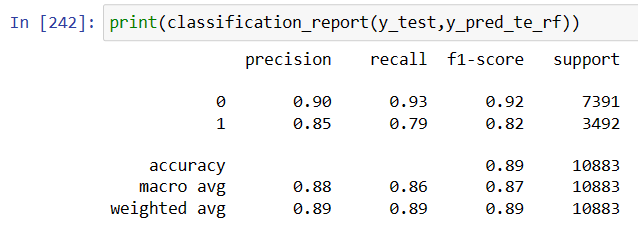 In [242]: print(classification_report(y_test,y_pred_te_rf))
precision recall f1-score support
0 0.90 0.93 0.92 7391
1 0.85 0.79 0.82 3492
accuracy 0.89 10883
macro avg 0.88 0.86 0.87 10883
weighted avg 0.89 0.89 0.89 10883